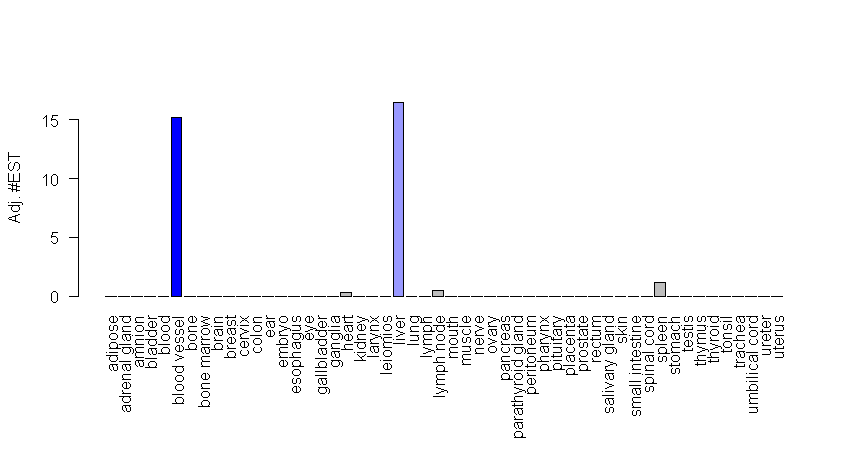 Adj. #EST
15
10
5
0
adipose
adrenal gland
amnion
bladder
blood
blood vessel
bone
bone marrow
brain
breast
cervix
colon
ear
embryo
esophagus
eye
gallbladder
ganglia
heart
kidney
larynx
leiomios
liver
lung
lymph
lymph node
mouth
muscle
nerve
ovary
pancreas
parathyroid gland
peritoneum
pharynx
pituitary
placenta
prostate
rectum
salivary gland
skin
small intestine
spinal cord
spleen
stomach
testis
thymus
thyroid
tonsil
trachea
umbilical cord
ureter
uterus